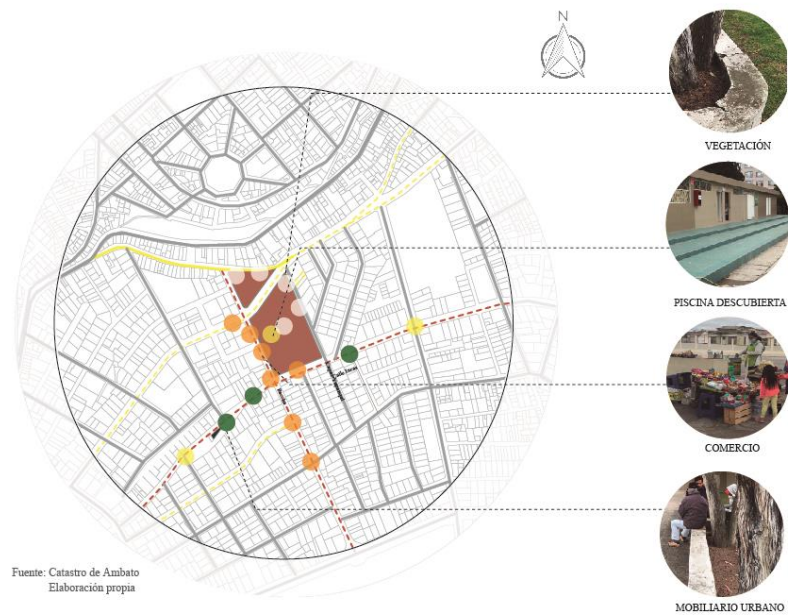 N
VEGETACIÓN
PISCINA DESCUBIERTA
COMERCIO
MOBILIARIO URBANO
Fuente: Catastro de Ambato
Elaboración propia